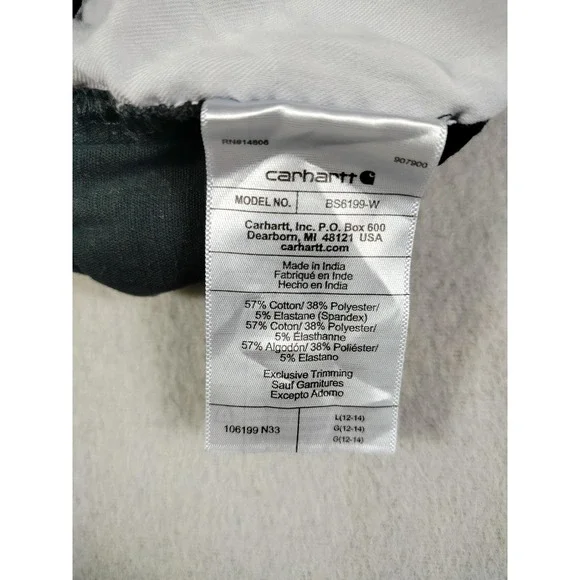 RN#14806
907900
carhartt
MODEL NO. BS6199-W
Carhartt, Inc. P.O. Box 600
Dearborn, MI 48121 USA
carhartt.com
Made in India
Fabriqué en Inde
Hecho en India
57% Cotton/ 38% Polyester/
5% Elastane (Spandex)
57% Coton/ 38% Polyester/
5% Élasthanne
57% Algodón/ 38% Poliéster/
5% Elastano
Exclusive Trimming
Sauf Garnitures
Excepto Adorno
106199 N33
L(12-14)
G(12-14)
G(12-14)